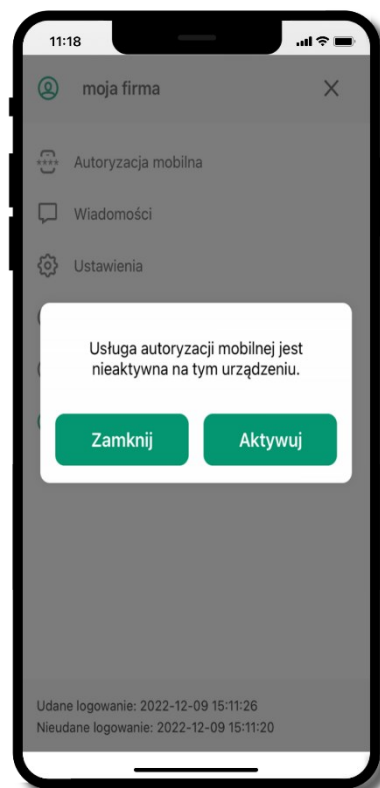 11:18
moja firma
Autoryzacja mobilna
Wiadomości
Ustawienia
Usługa autoryzacji mobilnej jest
nieaktywna na tym urządzeniu.
Zamknij
Aktywuj
Udane logowanie: 2022-12-09 15:11:26
Nieudane logowanie: 2022-12-09 15:11:20